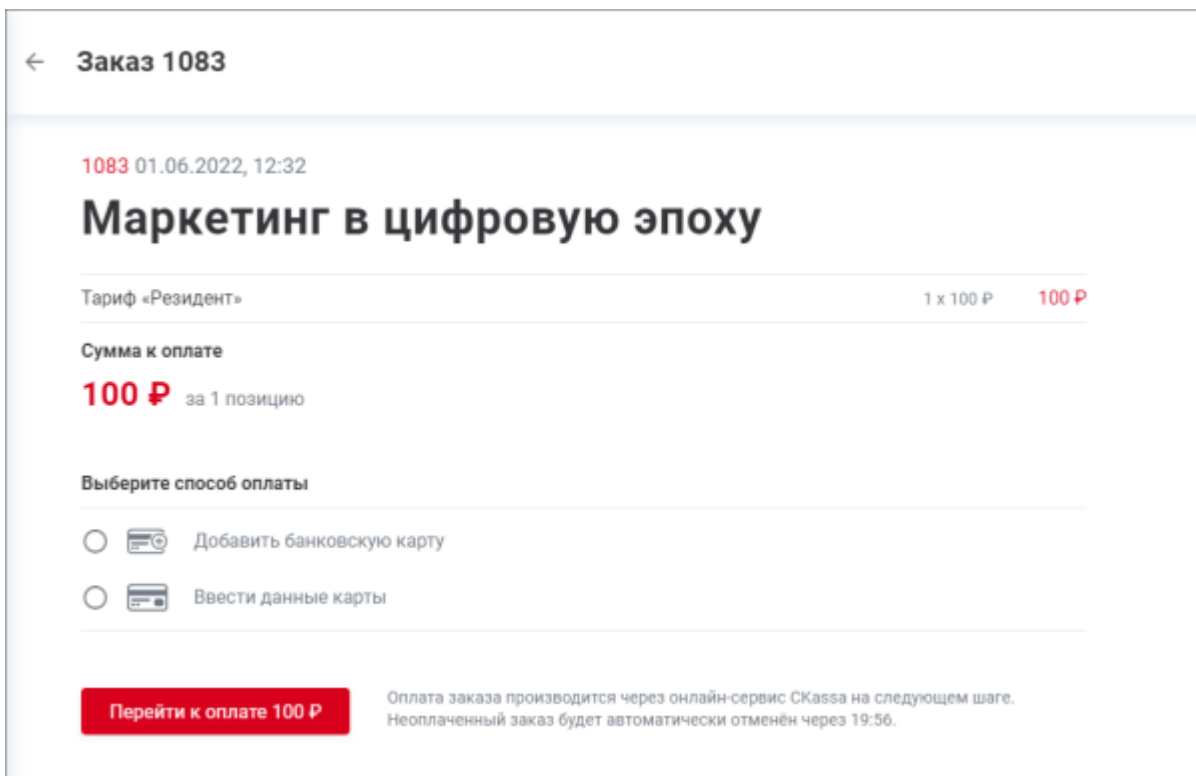 Заказ 1083
1083 01.06.2022, 12:32
Маркетинг в цифровую эпоху
Тариф «Резидент» 1 x 100 ₽ 100 ₽
Сумма к оплате
100 ₽ за 1 позицию
Выберите способ оплаты
Добавить банковскую карту
Ввести данные карты
Перейти к оплате 100 ₽
Оплата заказа производится через онлайн-сервис CKassa на следующем шаге.
Неоплаченный заказ будет автоматически отменён через 19:56.